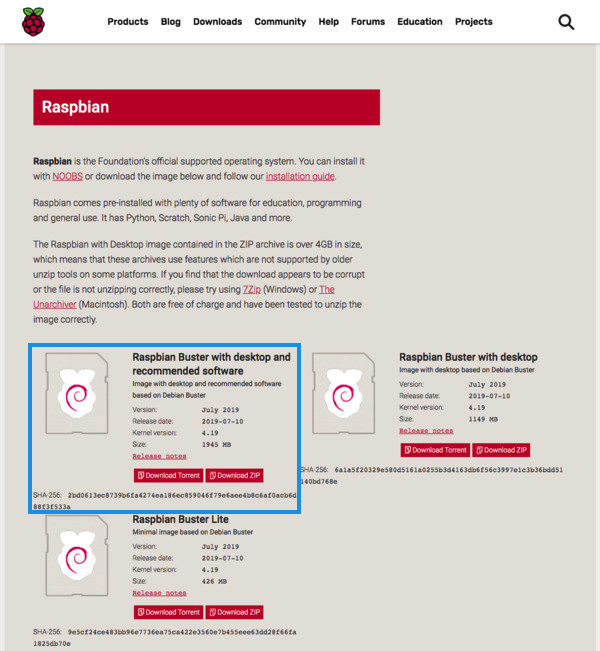 Products Blog Downloads Community Help Forums Education Projects
Raspbian
Raspbian is the Foundation's official supported operating system. You can install it
with NOOBS or download the image below and follow our installation guide.
Raspbian comes pre-installed with plenty of software for education, programming
and general use. It has Python, Scratch, Sonic Pi, Java and more.
The Raspbian with Desktop image contained in the ZIP archive is over 4GB in size,
which means that these archives use features which are not supported by older
unzip tools on some platforms. If you find that the download appears to be corrupt
or the file is not unzipping correctly, please try using 7Zip (Windows) or The
Unarchiver (Macintosh). Both are free of charge and have been tested to unzip the
image correctly.
Raspbian Buster with desktop and
recommended software
Image with desktop and recommended software
based on Debian Buster
Version: July 2019
Release date: 2019-07-10
Kernel version: 4.19
Size: 1945 MB
Release notes
Download Torrent Download ZIP
SHA-256: 2bd0613ec8739b6fa4274ea186ec859046f79e6aee4b8c6af0acb6d
88f3f533a
Raspbian Buster with desktop
Image with desktop based on Debian Buster
Version: July 2019
Release date: 2019-07-10
Kernel version: 4.19
Size: 1149 MB
Release notes
Download Torrent Download ZIP
SHA-256: 6a1a5f20329e580d5161a0255b3d4163db6f56c3997e1c3b36bdd51
140bd768e
Raspbian Buster Lite
Minimal image based on Debian Buster
Version: July 2019
Release date: 2019-07-10
Kernel version: 4.19
Size: 426 MB
Release notes
Download Torrent Download ZIP
SHA-256: 9e5cf24ce483bb96e7736ea75ca422e3560e7b455eee63dd28f66fa
1825db70e